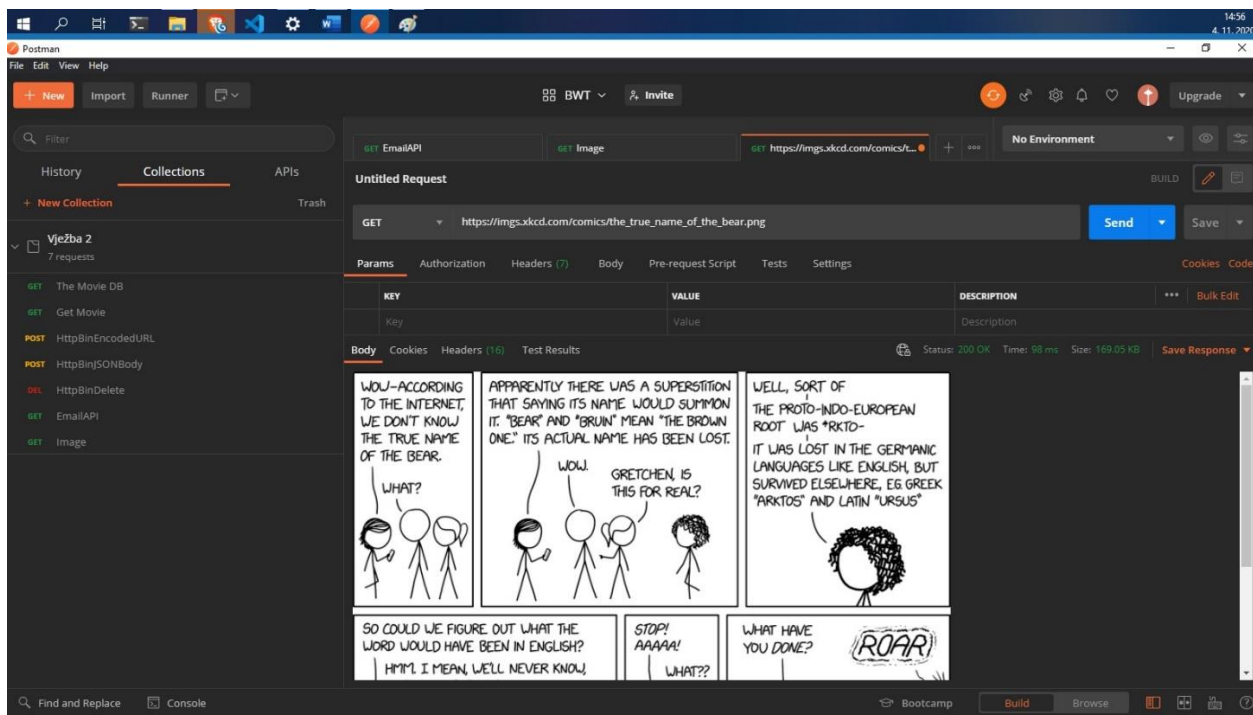 14:56
4. 11. 2020
Postman
File Edit View Help
+ New Import Runner BWT Invite Upgrade
Filter
History Collections APIs
+ New Collection Trash
Vježba 2
7 requests
GET The Movie DB
GET Get Movie
POST HttpBinEncodedURL
POST HttpBinJSONBody
DEL HttpBinDelete
GET EmailAPI
GET Image
GET EmailAPI GET Image GET https://imgs.xkcd.com/comics/t... + No Environment
Untitled Request BUILD
GET https://imgs.xkcd.com/comics/the_true_name_of_the_bear.png Send Save
Params Authorization Headers (7) Body Pre-request Script Tests Settings Cookies Code
KEY VALUE DESCRIPTION Bulk Edit
Key Value Description
Body Cookies Headers (16) Test Results Status: 200 OK Time: 98 ms Size: 169.05 KB Save Response
WOW—ACCORDING
TO THE INTERNET,
WE DON'T KNOW
THE TRUE NAME
OF THE BEAR.
WHAT?
APPARENTLY THERE WAS A SUPERSTITION
THAT SAYING ITS NAME WOULD SUMMON
IT. "BEAR" AND "BRUIN" MEAN "THE BROWN
ONE." ITS ACTUAL NAME HAS BEEN LOST.
WOW.
GRETCHEN, IS
THIS FOR REAL?
WELL, SORT OF
THE PROTO-INDO-EUROPEAN
ROOT WAS *RKTO-
IT WAS LOST IN THE GERMANIC
LANGUAGES LIKE ENGLISH, BUT
SURVIVED ELSEWHERE, EG. GREEK
"ARKTOS" AND LATIN "URSUS"
SO COULD WE FIGURE OUT WHAT THE
WORD WOULD HAVE BEEN IN ENGLISH?
HMM. I MEAN, WE'LL NEVER KNOW,
STOP!
AAAAA!
WHAT??
WHAT HAVE
YOU DONE?
ROAR
Find and Replace Console Bootcamp Build Browse